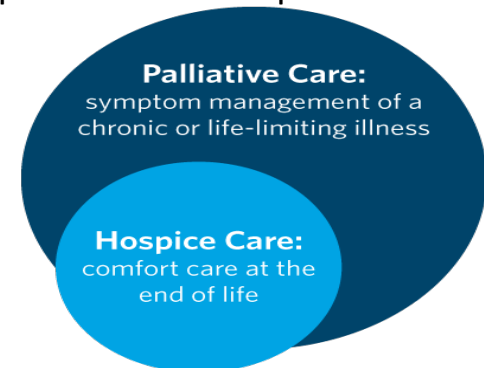 Palliative Care:
symptom management of a
chronic or life-limiting illness
Hospice Care:
comfort care at the
end of life